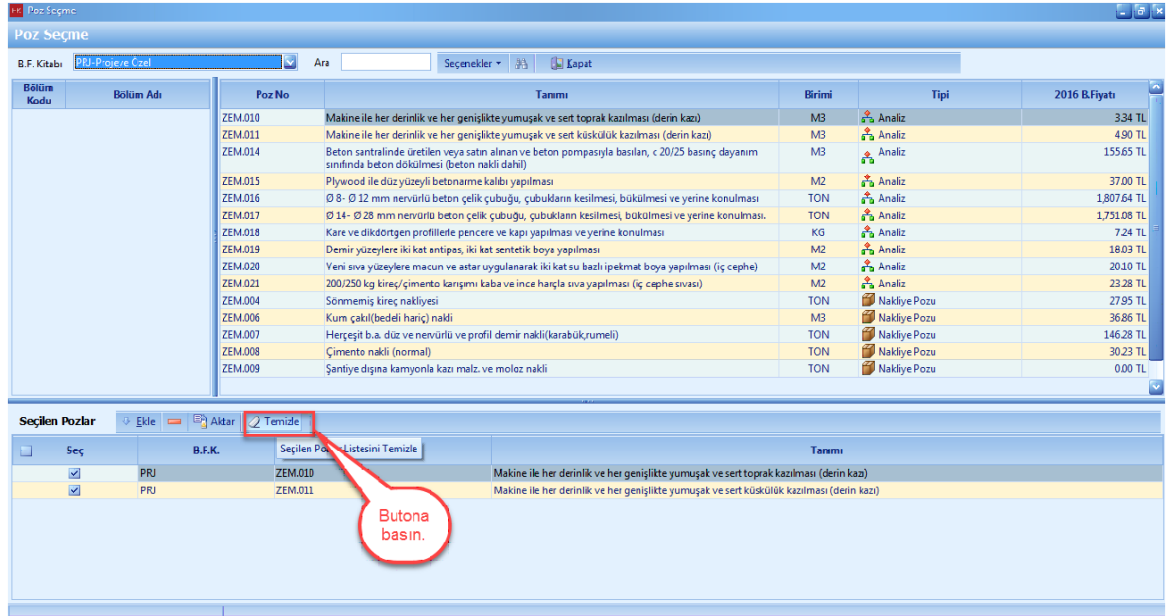 Poz Seçme
Poz Seçme
B.F. Kitabı PRJ-Projeye Özel Ara Seçenekler Kapat
Bölüm Kodu Bölüm Adı Poz No Tanımı Birimi Tipi 2016 B.Fiyatı
ZEM.010 Makine ile her derinlik ve her genişlikte yumuşak ve sert toprak kazılması (derin kazı) M3 Analiz 3.34 TL
ZEM.011 Makine ile her derinlik ve her genişlikte yumuşak ve sert küskülük kazılması (derin kazı) M3 Analiz 4.90 TL
ZEM.014 Beton santralinde üretilen veya satın alınan ve beton pompasıyla basılan, c 20/25 basınç dayanım M3 Analiz 155.65 TL
sınıfında beton dökülmesi (beton nakli dahil)
ZEM.015 Plywood ile düz yüzeyli betonarme kalıbı yapılması M2 Analiz 37.00 TL
ZEM.016 Ø 8- Ø 12 mm nervürlü beton çelik çubuğu, çubukların kesilmesi, bükülmesi ve yerine konulması TON Analiz 1,807.64 TL
ZEM.017 Ø 14- Ø 28 mm nervürlü beton çelik çubuğu, çubukların kesilmesi, bükülmesi ve yerine konulması. TON Analiz 1,751.08 TL
ZEM.018 Kare ve dikdörtgen profillerle pencere ve kapı yapılması ve yerine konulması KG Analiz 7.24 TL
ZEM.019 Demir yüzeylere iki kat antipas, iki kat sentetik boya yapılması M2 Analiz 18.03 TL
ZEM.020 Yeni sıva yüzeylere macun ve astar uygulanarak iki kat su bazlı ipekmat boya yapılması (iç cephe) M2 Analiz 20.10 TL
ZEM.021 200/250 kg kireç/çimento karışımı kaba ve ince harçla sıva yapılması (iç cephe sıvası) M2 Analiz 23.28 TL
ZEM.004 Sönmemiş kireç nakliyesi TON Nakliye Pozu 27.95 TL
ZEM.006 Kum çakıl(bedeli hariç) nakli M3 Nakliye Pozu 36.86 TL
ZEM.007 Herçeşit b.a. düz ve nervürlü ve profil demir nakli(karabük,rumeli) TON Nakliye Pozu 146.28 TL
ZEM.008 Çimento nakli (normal) TON Nakliye Pozu 30.23 TL
ZEM.009 Şantiye dışına kamyonla kazı malz. ve moloz nakli TON Nakliye Pozu 0.00 TL
Seçilen Pozlar Ekle Aktar Temizle
Seçilen Pozlar Listesini Temizle
Seç B.F.K. Tanımı
PRJ ZEM.010 Makine ile her derinlik ve her genişlikte yumuşak ve sert toprak kazılması (derin kazı)
PRJ ZEM.011 Makine ile her derinlik ve her genişlikte yumuşak ve sert küskülük kazılması (derin kazı)
Butona
basın.